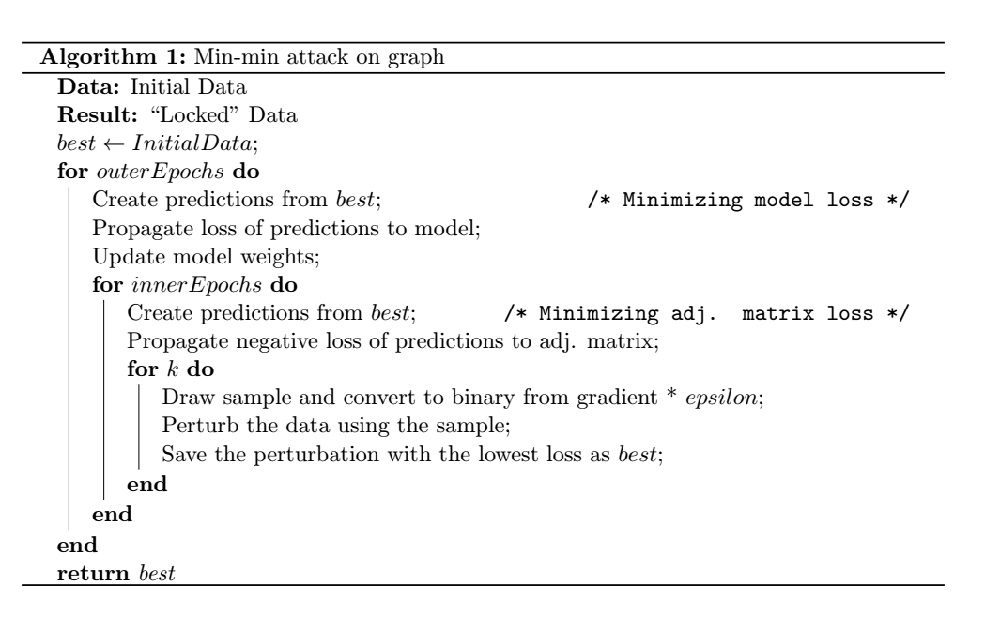 Algorithm 1: Min-min attack on graph
Data: Initial Data
Result: “Locked” Data
best ← InitialData;
for outerEpochs do
Create predictions from best; /* Minimizing model loss */
Propagate loss of predictions to model;
Update model weights;
for innerEpochs do
Create predictions from best; /* Minimizing adj. matrix loss */
Propagate negative loss of predictions to adj. matrix;
for k do
Draw sample and convert to binary from gradient * epsilon;
Perturb the data using the sample;
Save the perturbation with the lowest loss as best;
end
end
end
return best